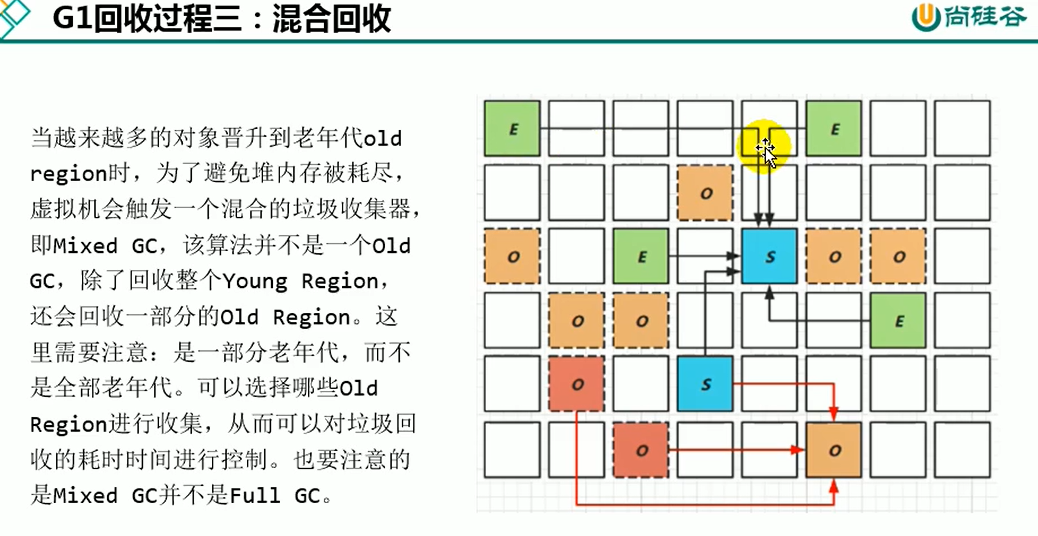 G1回收过程三：混合回收
尚硅谷
当越来越多的对象晋升到老年代old
region时，为了避免堆内存被耗尽，
虚拟机会触发一个混合的垃圾收集器，
即Mixed GC，该算法并不是一个Old
GC，除了回收整个Young Region，
还会回收一部分的Old Region。这
里需要注意：是一部分老年代，而不
是全部老年代。可以选择哪些Old
Region进行收集，从而可以对垃圾回
收的耗时时间进行控制。也要注意的
是Mixed GC并不是Full GC。
E E
O
O E S O O
O O E
O S
O O